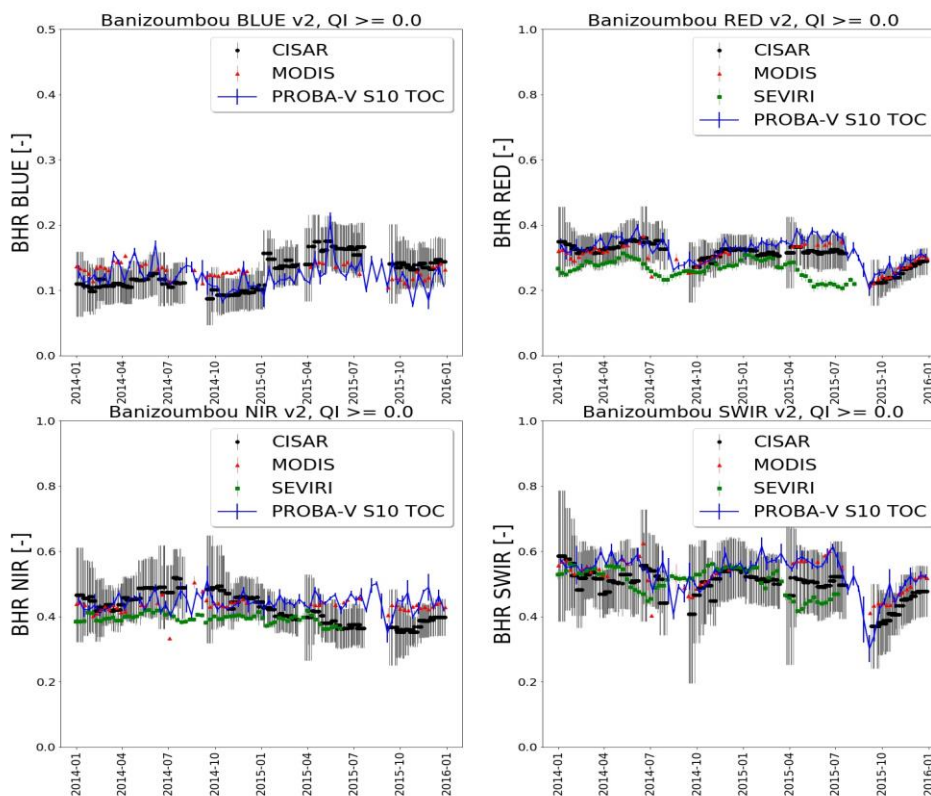 Banizoumbou BLUE v2, QI >= 0.0
BHR BLUE [-]
0.5
0.4
0.3
0.2
0.1
0.0
CISAR
MODIS
PROBA-V S10 TOC
2014-01
2014-04
2014-07
2014-10
2015-01
2015-04
2015-07
2015-10
2016-01
Banizoumbou RED v2, QI >= 0.0
BHR RED [-]
1.0
0.8
0.6
0.4
0.2
0.0
CISAR
MODIS
SEVIRI
PROBA-V S10 TOC
2014-01
2014-04
2014-07
2014-10
2015-01
2015-04
2015-07
2015-10
2016-01
Banizoumbou NIR v2, QI >= 0.0
BHR NIR [-]
1.0
0.8
0.6
0.4
0.2
0.0
CISAR
MODIS
SEVIRI
PROBA-V S10 TOC
2014-01
2014-04
2014-07
2014-10
2015-01
2015-04
2015-07
2015-10
2016-01
Banizoumbou SWIR v2, QI >= 0.0
BHR SWIR [-]
1.0
0.8
0.6
0.4
0.2
0.0
CISAR
MODIS
SEVIRI
PROBA-V S10 TOC
2014-01
2014-04
2014-07
2014-10
2015-01
2015-04
2015-07
2015-10
2016-01